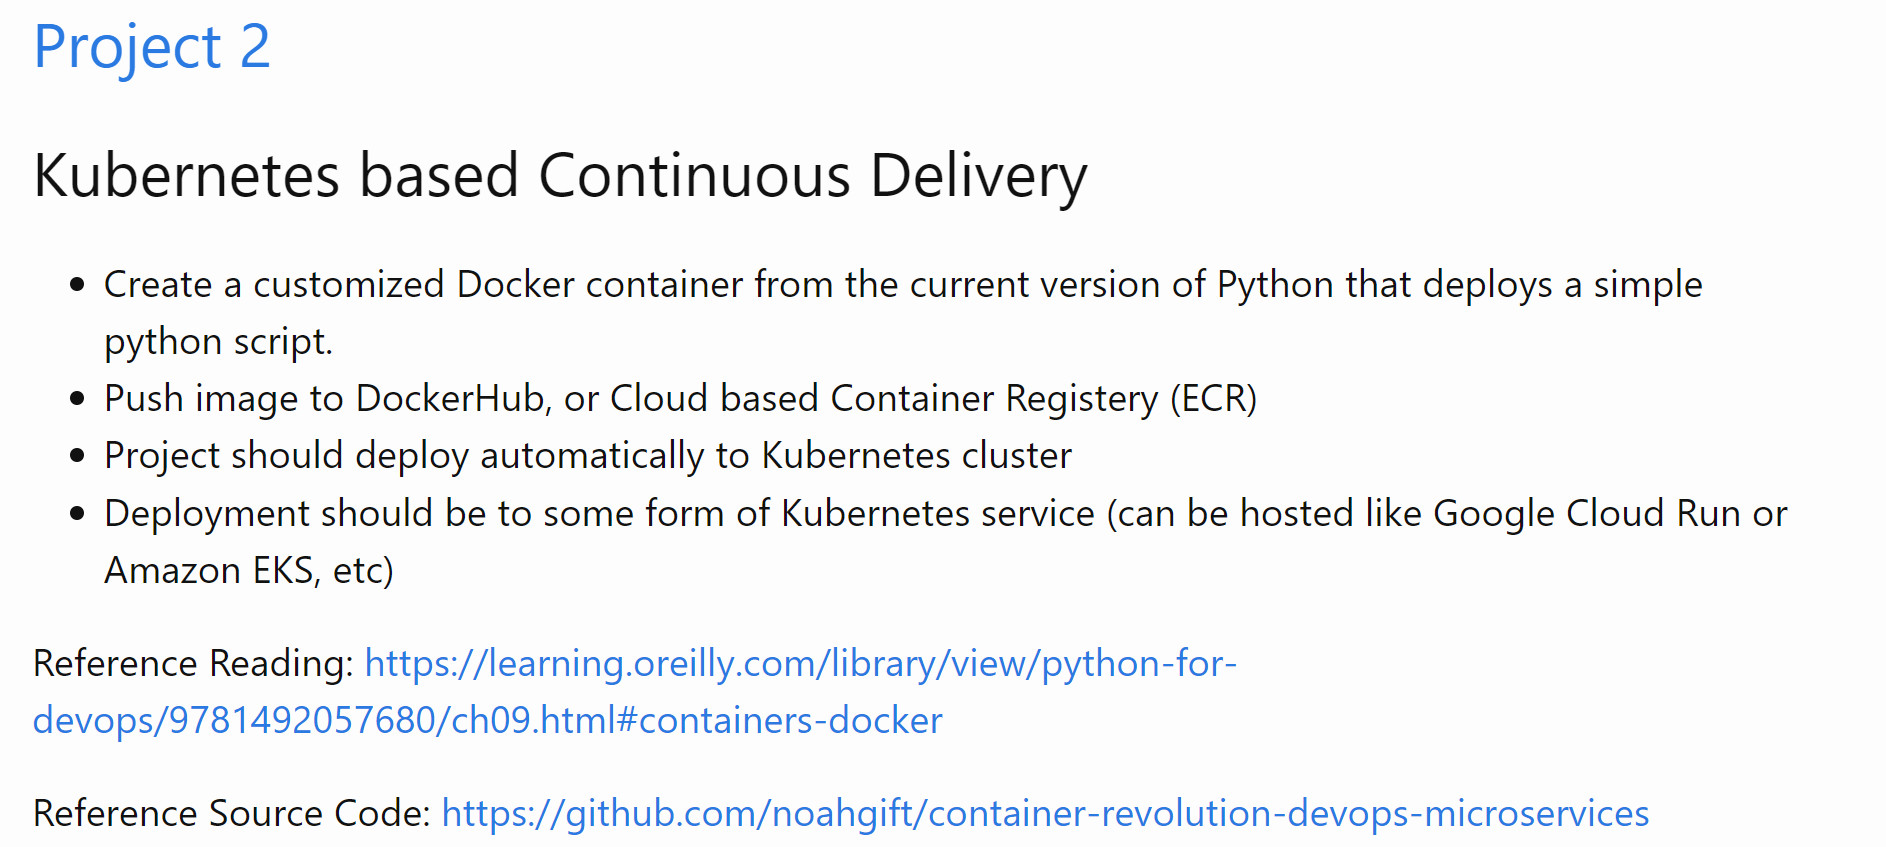 Project 2
Kubernetes based Continuous Delivery
• Create a customized Docker container from the current version of Python that deploys a simple
python script.
• Push image to DockerHub, or Cloud based Container Registery (ECR)
• Project should deploy automatically to Kubernetes cluster
• Deployment should be to some form of Kubernetes service (can be hosted like Google Cloud Run or
Amazon EKS, etc)
Reference Reading: https://learning.oreilly.com/library/view/python-for-
devops/9781492057680/ch09.html#containers-docker
Reference Source Code: https://github.com/noahgift/container-revolution-devops-microservices